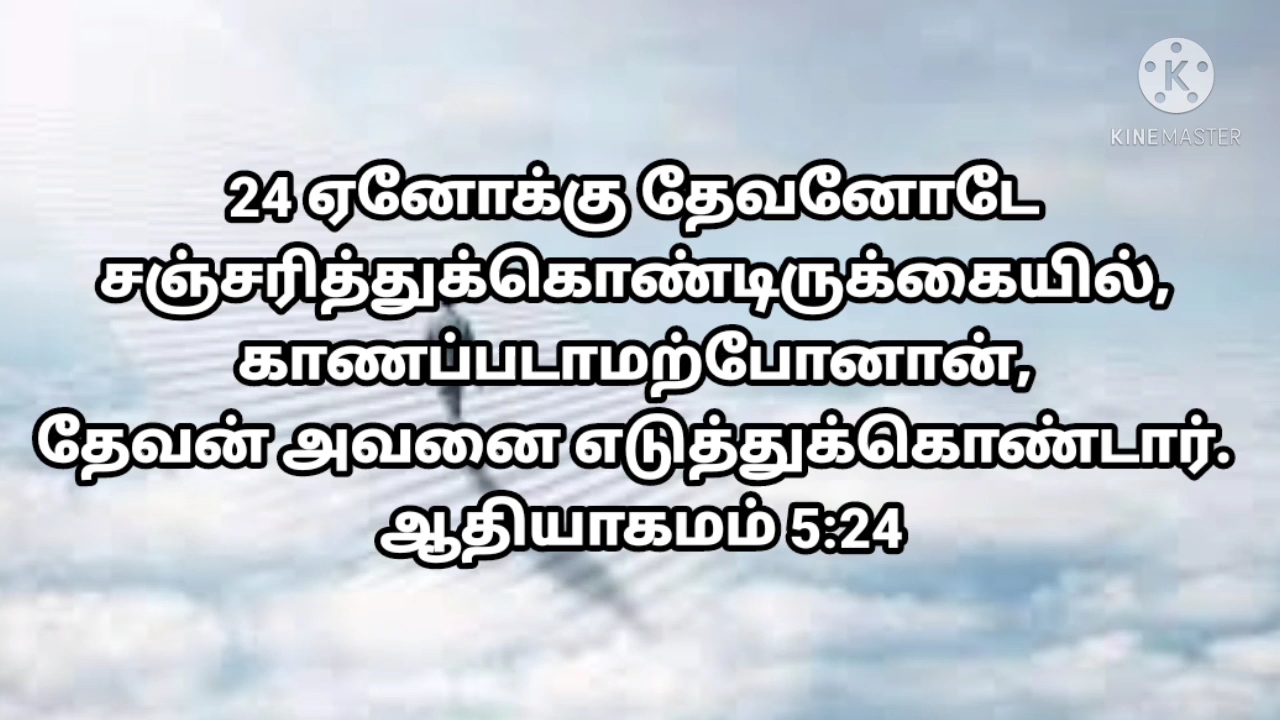 K
KINEMASTER
24 ஏனோக்கு தேவனோடே
சஞ்சரித்துக்கொண்டிருக்கையில்,
காணப்படாமற்போனான்,
தேவன் அவனை எடுத்துக்கொண்டார்.
ஆதியாகமம் 5:24